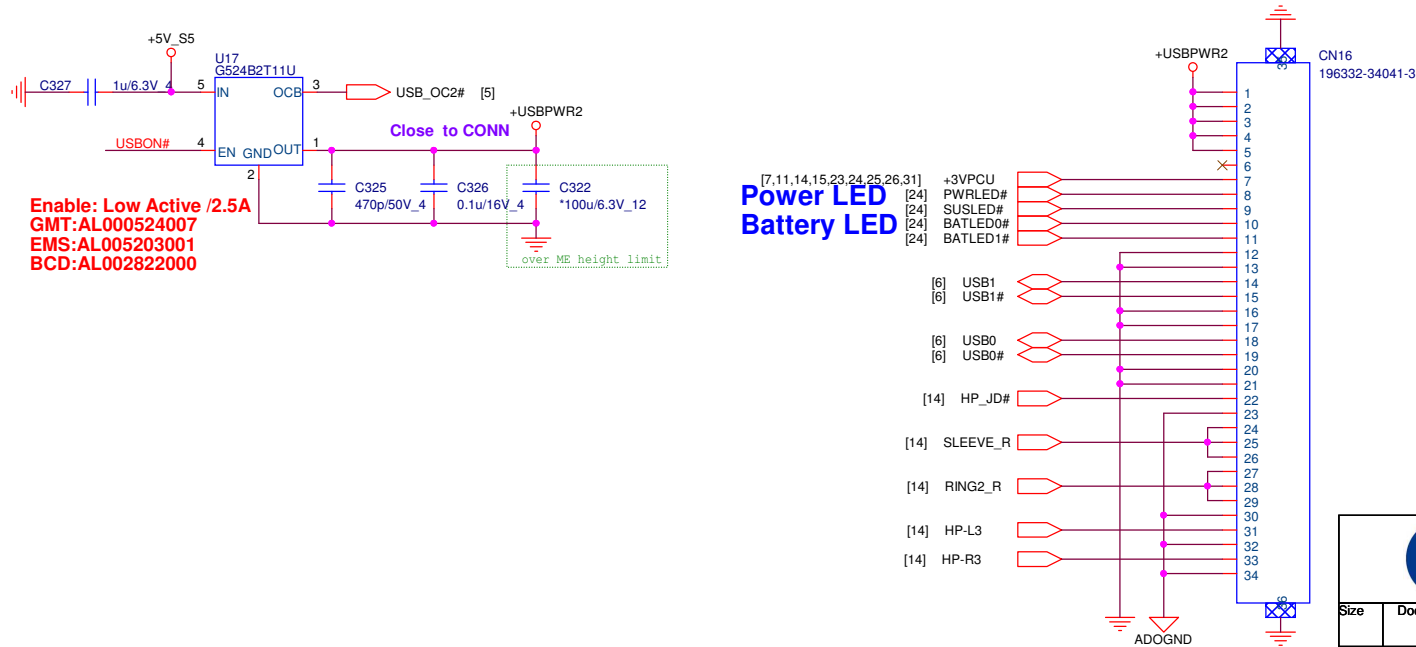 +5V_S5
U17
G524B2T11U
C327
1u/6.3V_4
5
IN
OCB
3
USB_OC2#
[5]
+USBPWR2
Close to CONN
USBON#
4
EN
GND
OUT
1
2
C325
470p/50V_4
C326
0.1u/16V_4
C322
*100u/6.3V_12
over ME height limit
Enable: Low Active /2.5A
GMT:AL000524007
EMS:AL005203001
BCD:AL002822000
+USBPWR2
CN16
196332-34041-3
1
2
3
4
5
6
[7,11,14,15,23,24,25,26,31]
+3VPCU
7
Power LED
[24]
PWRLED#
8
[24]
SUSLED#
9
Battery LED
[24]
BATLED0#
10
[24]
BATLED1#
11
12
13
[6]
USB1
14
[6]
USB1#
15
16
17
[6]
USB0
18
[6]
USB0#
19
20
21
[14]
HP_JD#
22
23
24
[14]
SLEEVE_R
25
26
27
[14]
RING2_R
28
29
30
[14]
HP-L3
31
32
[14]
HP-R3
33
34
ADOGND
Size